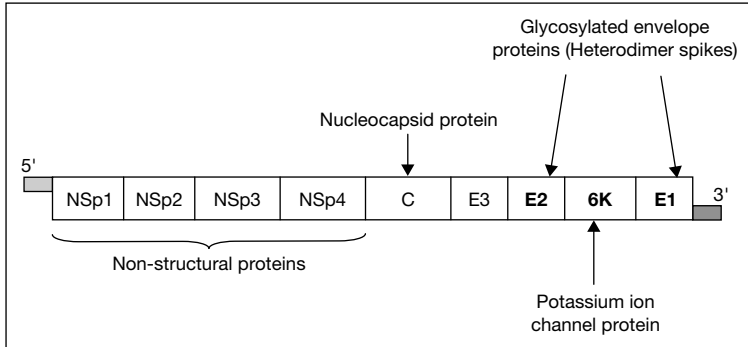 Glycosylated envelope
proteins (Heterodimer spikes)
Nucleocapsid protein
5'
3'
NSp1 NSp2 NSp3 NSp4 C E3 E2 6K E1
Non-structural proteins
Potassium ion
channel protein